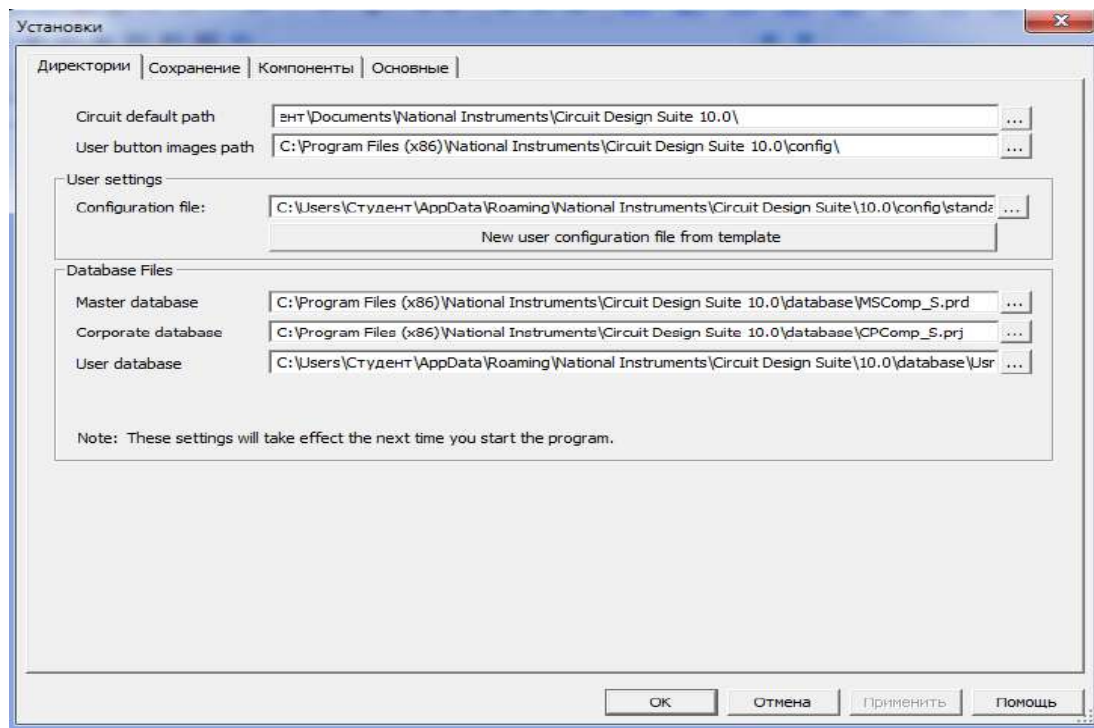 Установки
Директории Сохранение Компоненты Основные
Circuit default path ент\Documents\National Instruments\Circuit Design Suite 10.0\ ...
User button images path C:\Program Files (x86)\National Instruments\Circuit Design Suite 10.0\config\ ...
User settings
Configuration file: C:\Users\Студент\AppData\Roaming\National Instruments\Circuit Design Suite\10.0\config\standa ...
New user configuration file from template
Database Files
Master database C:\Program Files (x86)\National Instruments\Circuit Design Suite 10.0\database\MSComp_S.prd ...
Corporate database C:\Program Files (x86)\National Instruments\Circuit Design Suite 10.0\database\CPComp_S.prj ...
User database C:\Users\Студент\AppData\Roaming\National Instruments\Circuit Design Suite\10.0\database\Usr ...
Note: These settings will take effect the next time you start the program.
ОК Отмена Применить Помощь